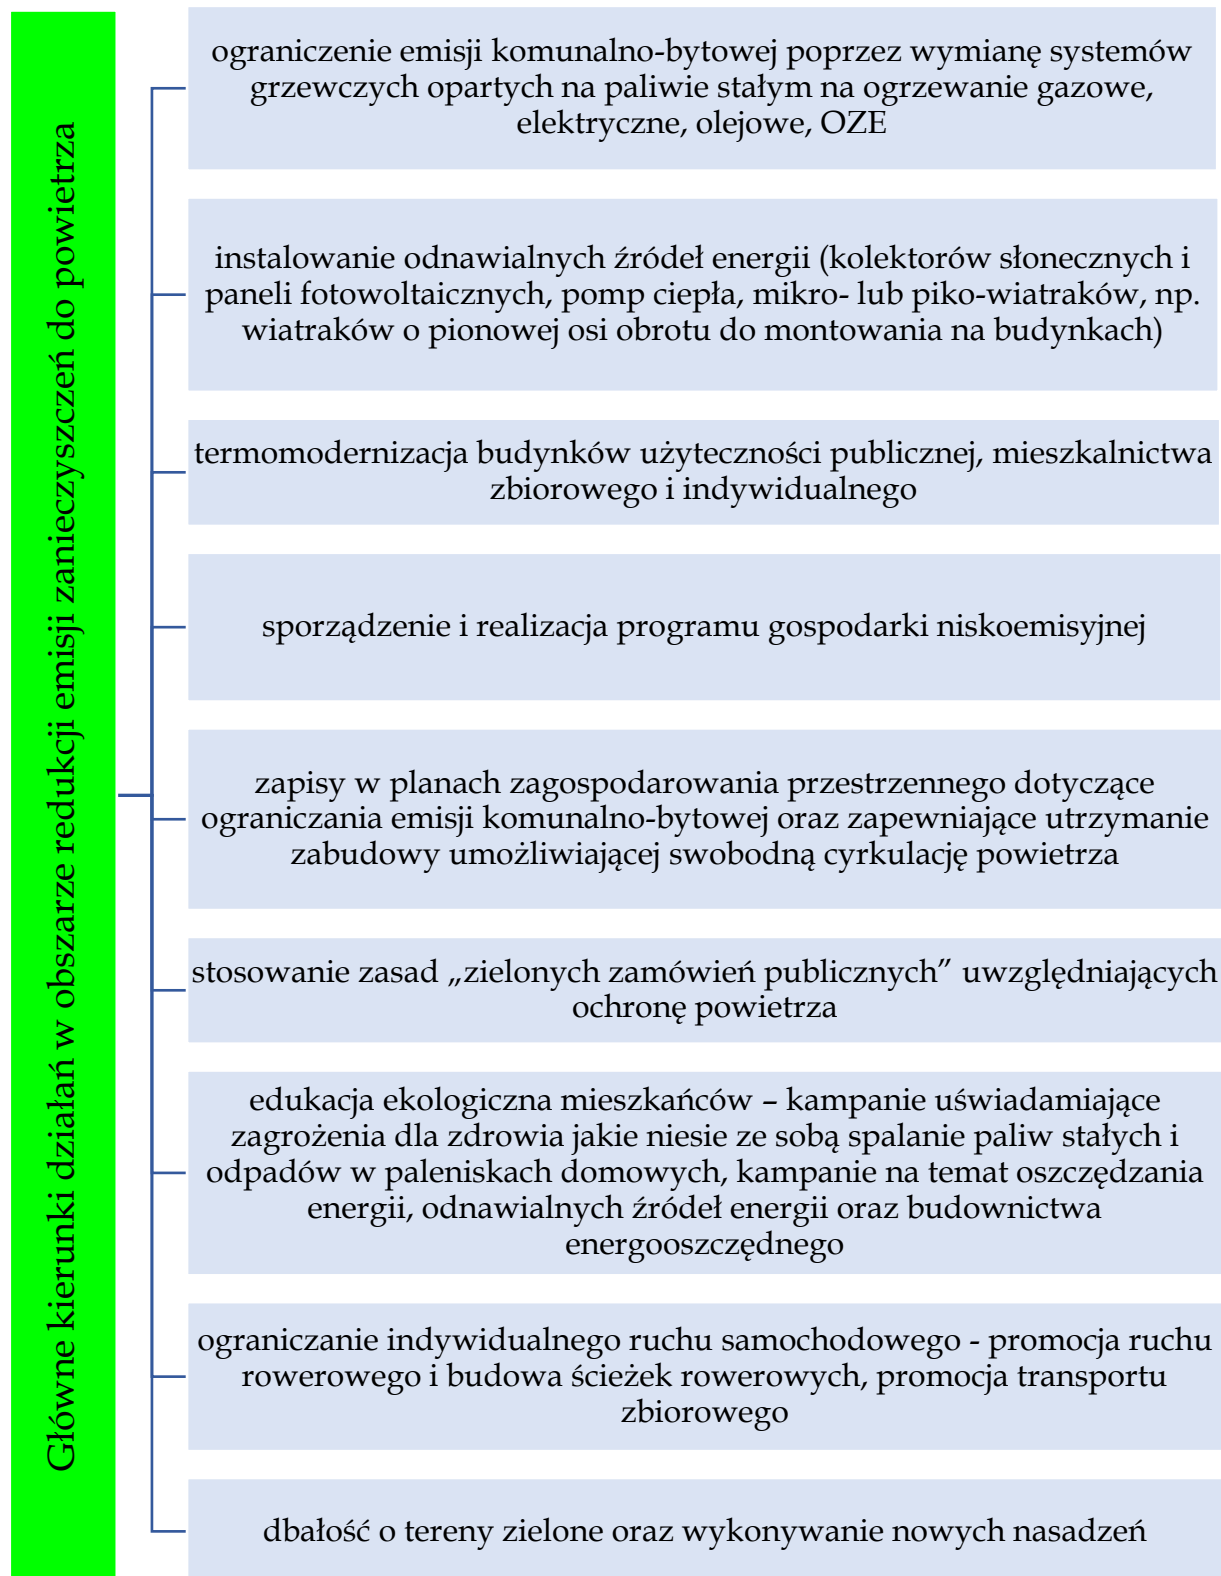 Główne kierunki działań w obszarze redukcji emisji zanieczyszczeń do powietrza
ograniczenie emisji komunalno-bytowej poprzez wymianę systemów
grzewczych opartych na paliwie stałym na ogrzewanie gazowe,
elektryczne, olejowe, OZE
instalowanie odnawialnych źródeł energii (kolektorów słonecznych i
paneli fotowoltaicznych, pomp ciepła, mikro- lub piko-wiatraków, np.
wiatraków o pionowej osi obrotu do montowania na budynkach)
termomodernizacja budynków użyteczności publicznej, mieszkalnictwa
zbiorowego i indywidualnego
sporządzenie i realizacja programu gospodarki niskoemisyjnej
zapisy w planach zagospodarowania przestrzennego dotyczące
ograniczania emisji komunalno-bytowej oraz zapewniające utrzymanie
zabudowy umożliwiającej swobodną cyrkulację powietrza
stosowanie zasad „zielonych zamówień publicznych” uwzględniających
ochronę powietrza
edukacja ekologiczna mieszkańców – kampanie uświadamiające
zagrożenia dla zdrowia jakie niesie ze sobą spalanie paliw stałych i
odpadów w paleniskach domowych, kampanie na temat oszczędzania
energii, odnawialnych źródeł energii oraz budownictwa
energooszczędnego
ograniczanie indywidualnego ruchu samochodowego - promocja ruchu
rowerowego i budowa ścieżek rowerowych, promocja transportu
zbiorowego
dbałość o tereny zielone oraz wykonywanie nowych nasadzeń